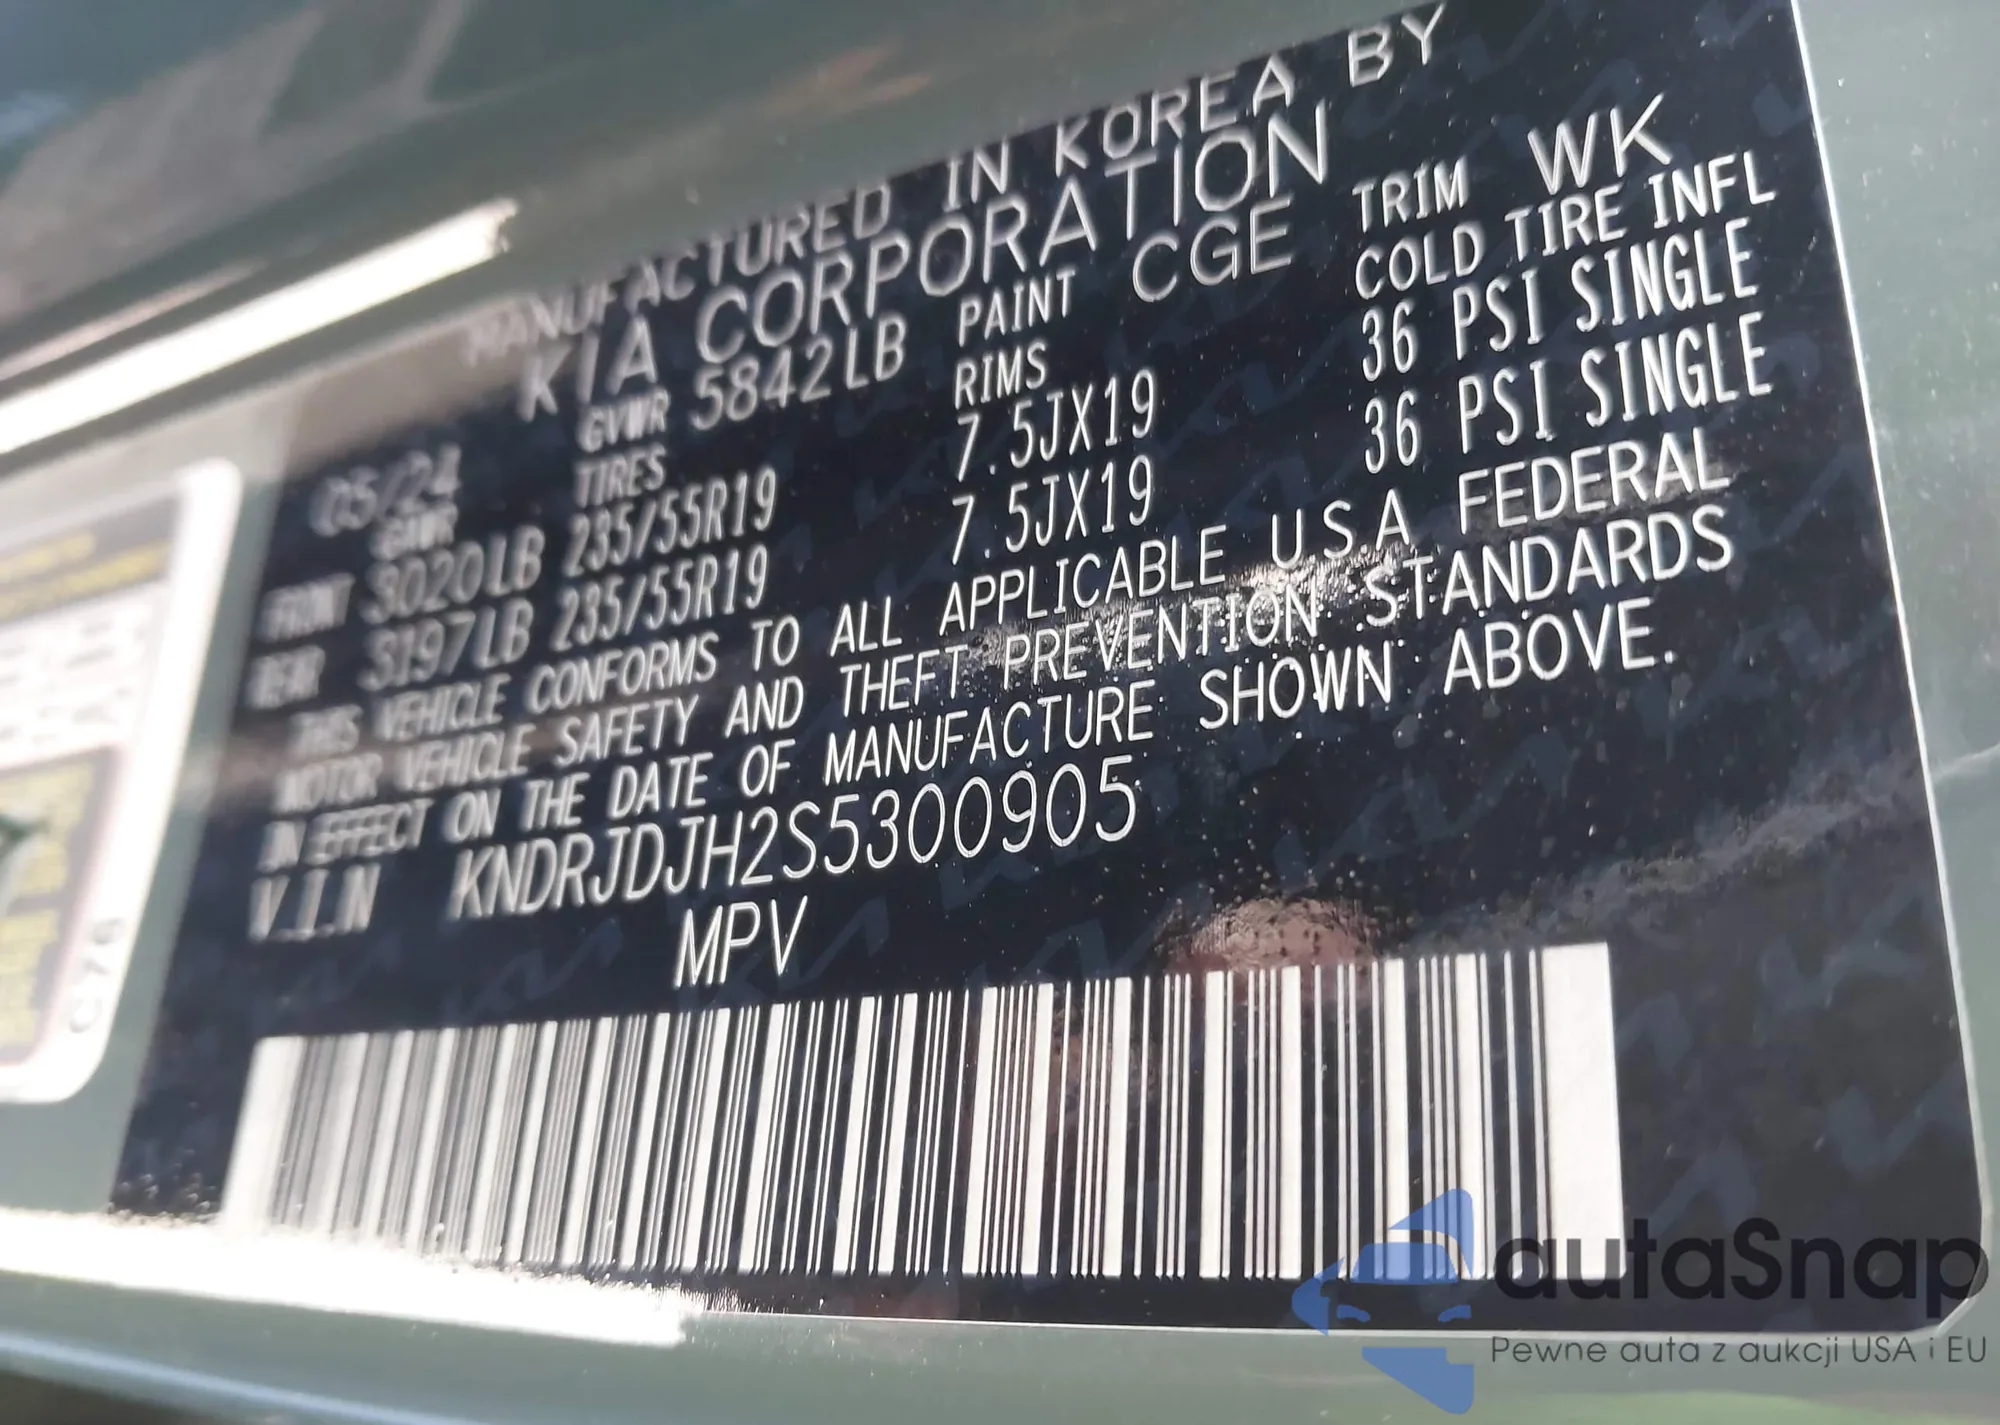 MANUFACTURED IN KOREA BY
KIA CORPORATION
05/24 GVWR 5842LB PAINT CGE TRIM WK
GAWR TIRES RIMS COLD TIRE INFL
FRONT 3020LB 235/55R19 7.5JX19 36 PSI SINGLE
REAR 3197LB 235/55R19 7.5JX19 36 PSI SINGLE
THIS VEHICLE CONFORMS TO ALL APPLICABLE U.S.A FEDERAL
MOTOR VEHICLE SAFETY AND THEFT PREVENTION STANDARDS
IN EFFECT ON THE DATE OF MANUFACTURE SHOWN ABOVE.
V.I.N KNDRJDJH2S5300905
MPV
C76
autaSnap
Pewne auta z aukcji USA i EU